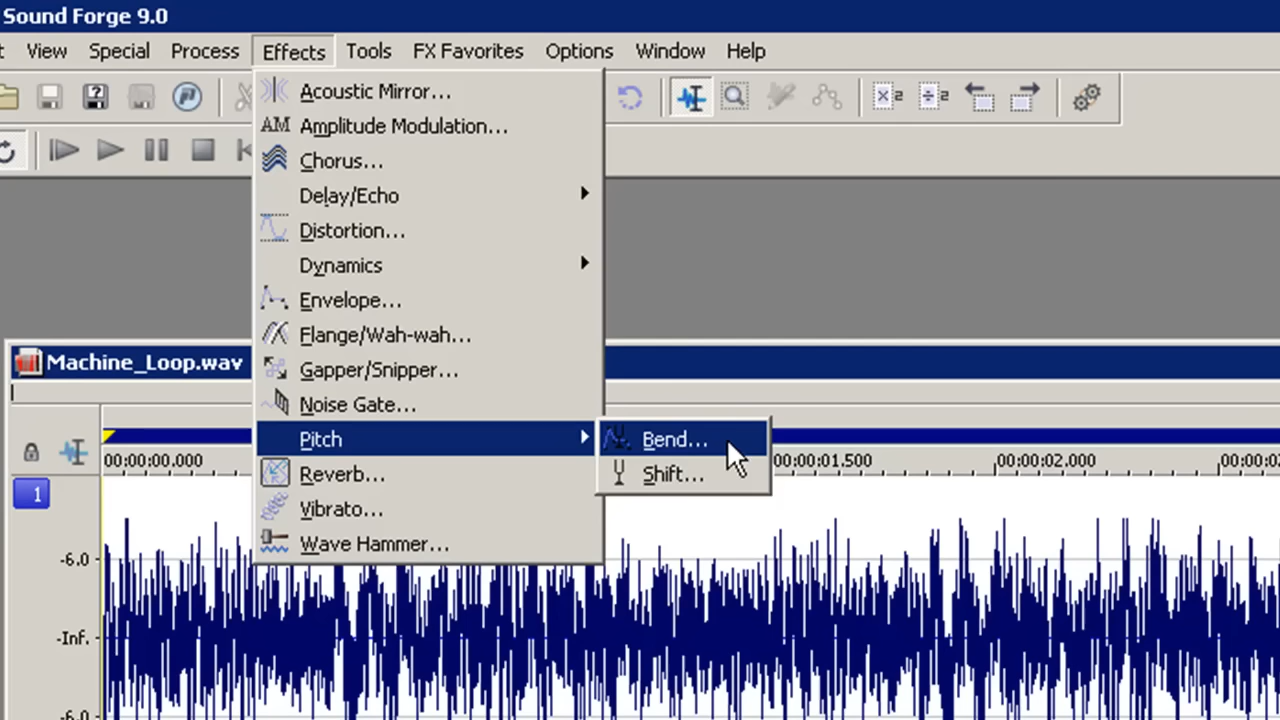 Sound Forge 9.0
View Special Process Effects Tools FX Favorites Options Window Help
Acoustic Mirror...
AM Amplitude Modulation...
Chorus...
Delay/Echo
Distortion...
Dynamics
Envelope...
Flange/Wah-wah...
Machine_Loop.wav
Gapper/Snipper...
Noise Gate...
Pitch
Bend...
00:00:00.000
00:00:01.500
00:00:02.000
Reverb...
Shift...
1
Vibrato...
Wave Hammer...
-6.0
-Inf.
-6.0